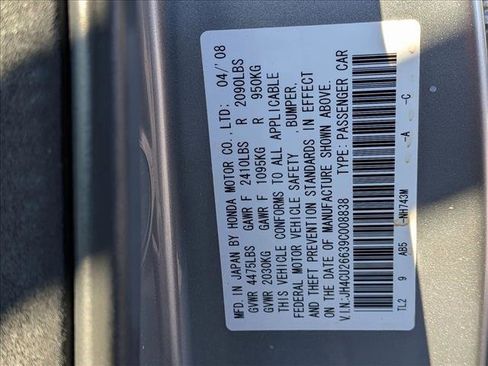 MFD. IN JAPAN BY HONDA MOTOR CO.,LTD: 04/'08
GVWR 4475LBS GAWR F 2410LBS R 2090LBS
GVWR 2030KG GAWR F 1095KG R 950KG
THIS VEHICLE CONFORMS TO ALL APPLICABLE
FEDERAL MOTOR VEHICLE SAFETY ,BUMPER,
AND THEFT PREVENTION STANDARDS IN EFFECT
ON THE DATE OF MANUFACTURE SHOWN ABOVE.
V.I.N.:JH4CU26639C008838 TYPE: PASSENGER CAR
TL2 9 AB5 -NH743M -A -C